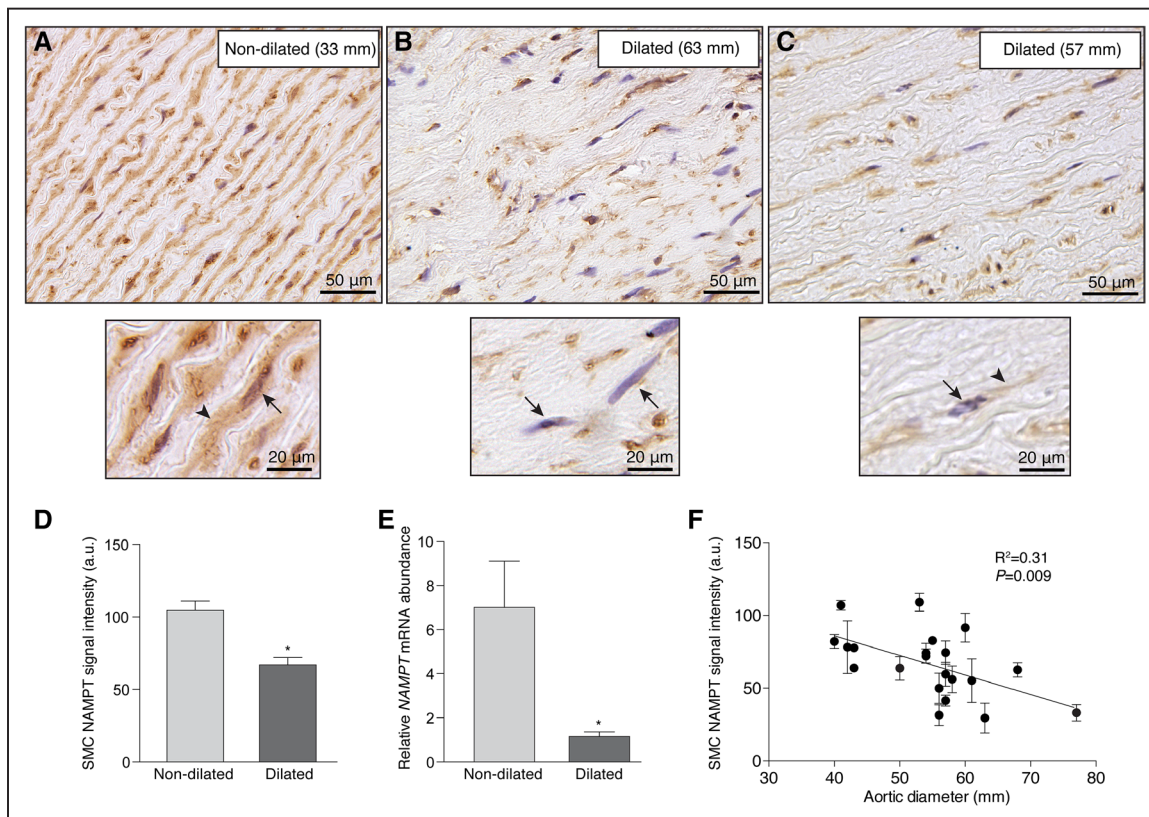 A
Non-dilated (33 mm)
50 µm
B
Dilated (63 mm)
50 µm
C
Dilated (57 mm)
50 µm
20 µm
20 µm
20 µm
D
SMC NAMPT signal intensity (a.u.)
150
100
50
0
*
Non-dilated
Dilated
E
Relative NAMPT mRNA abundance
10
8
6
4
2
0
*
Non-dilated
Dilated
F
SMC NAMPT signal intensity (a.u.)
150
100
50
0
R²=0.31
P=0.009
30
40
50
60
70
80
Aortic diameter (mm)